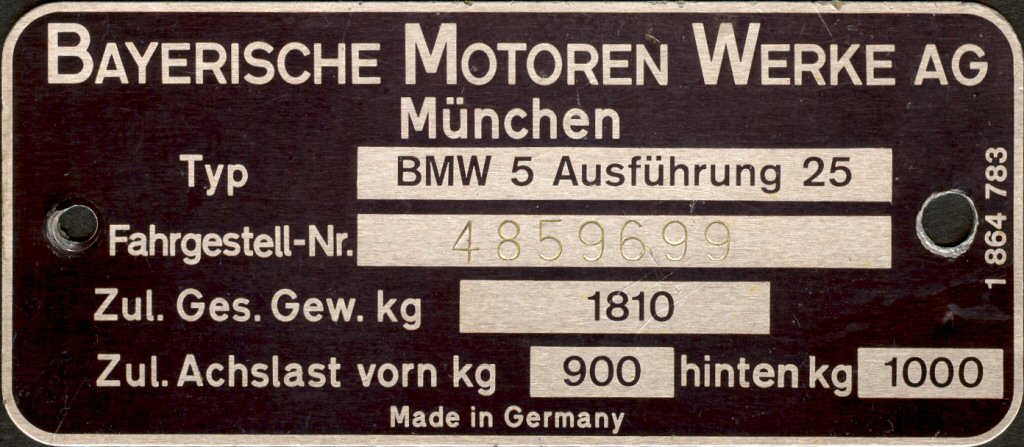 BAYERISCHE MOTOREN WERKE AG
München
Typ BMW 5 Ausführung 25
Fahrgestell-Nr. 4859699
Zul. Ges. Gew. kg 1810
Zul. Achslast vorn kg 900 hinten kg 1000
Made in Germany
1 864 783